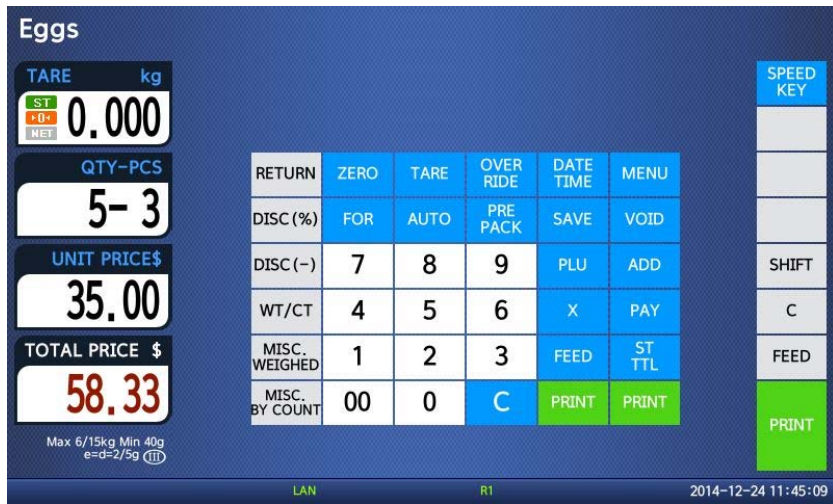 Eggs
TARE kg
ST
▸0◂
NET
0.000
QTY-PCS
5- 3
UNIT PRICE$
35.00
TOTAL PRICE $
58.33
Max 6/15kg Min 40g
e=d=2/5g III
RETURN ZERO TARE OVER RIDE DATE TIME MENU
DISC(%) FOR AUTO PRE PACK SAVE VOID
DISC(-) 7 8 9 PLU ADD
WT/CT 4 5 6 X PAY
MISC. WEIGHED 1 2 3 FEED ST TTL
MISC. BY COUNT 00 0 C PRINT PRINT
SPEED
KEY
SHIFT
C
FEED
PRINT
LAN R1 2014-12-24 11:45:09